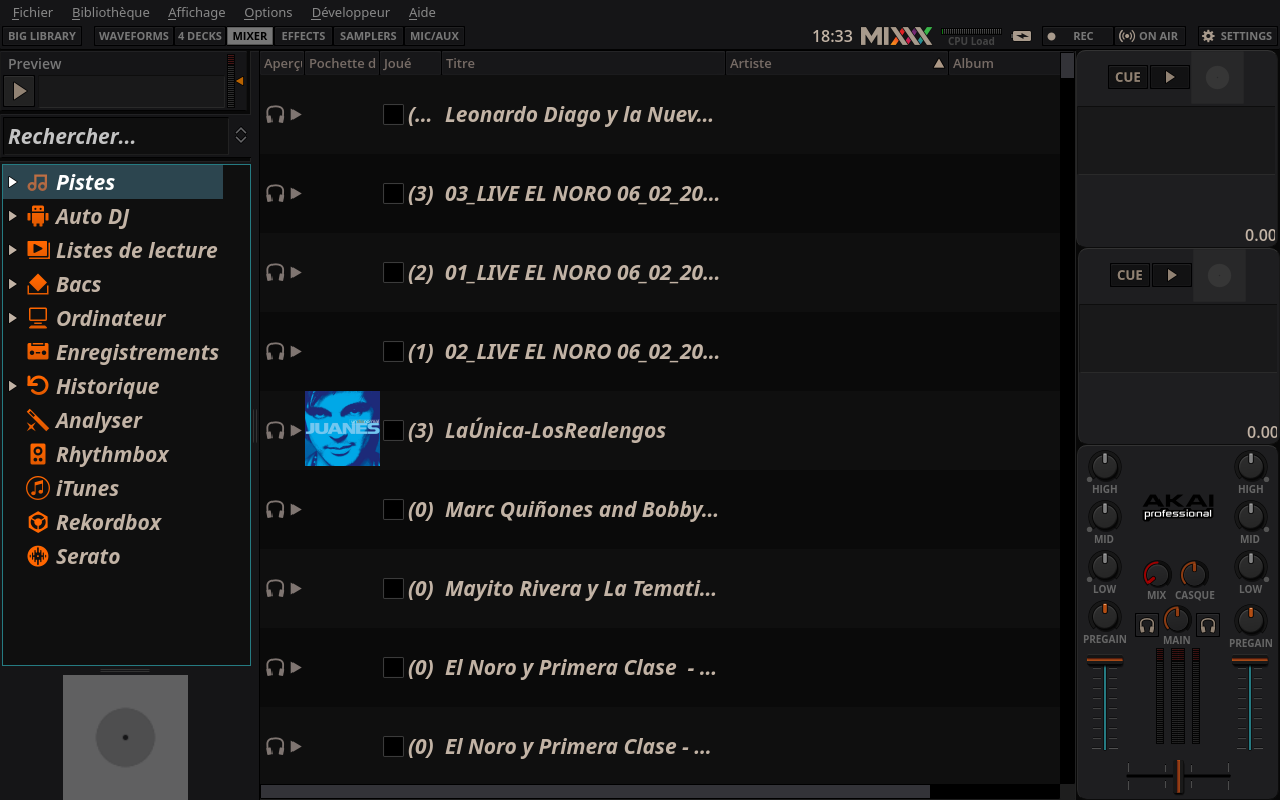 Fichier Bibliothèque Affichage Options Développeur Aide
BIG LIBRARY WAVEFORMS 4 DECKS MIXER EFFECTS SAMPLERS MIC/AUX 18:33 MIXXX CPU Load REC ON AIR SETTINGS
Preview
Rechercher...
Pistes
Auto DJ
Listes de lecture
Bacs
Ordinateur
Enregistrements
Historique
Analyser
Rhythmbox
iTunes
Rekordbox
Serato
Aperç Pochette d Joué Titre Artiste Album
(... Leonardo Diago y la Nuev...
(3) 03_LIVE EL NORO 06_02_20...
(2) 01_LIVE EL NORO 06_02_20...
(1) 02_LIVE EL NORO 06_02_20...
JUANES (3) LaÚnica-LosRealengos
(0) Marc Quiñones and Bobby...
(0) Mayito Rivera y La Temati...
(0) El Noro y Primera Clase - ...
(0) El Noro y Primera Clase - ...
CUE
0.00
CUE
0.00
HIGH HIGH
AKAI
professional
MID MID
LOW MIX CASQUE LOW
PREGAIN MAIN PREGAIN